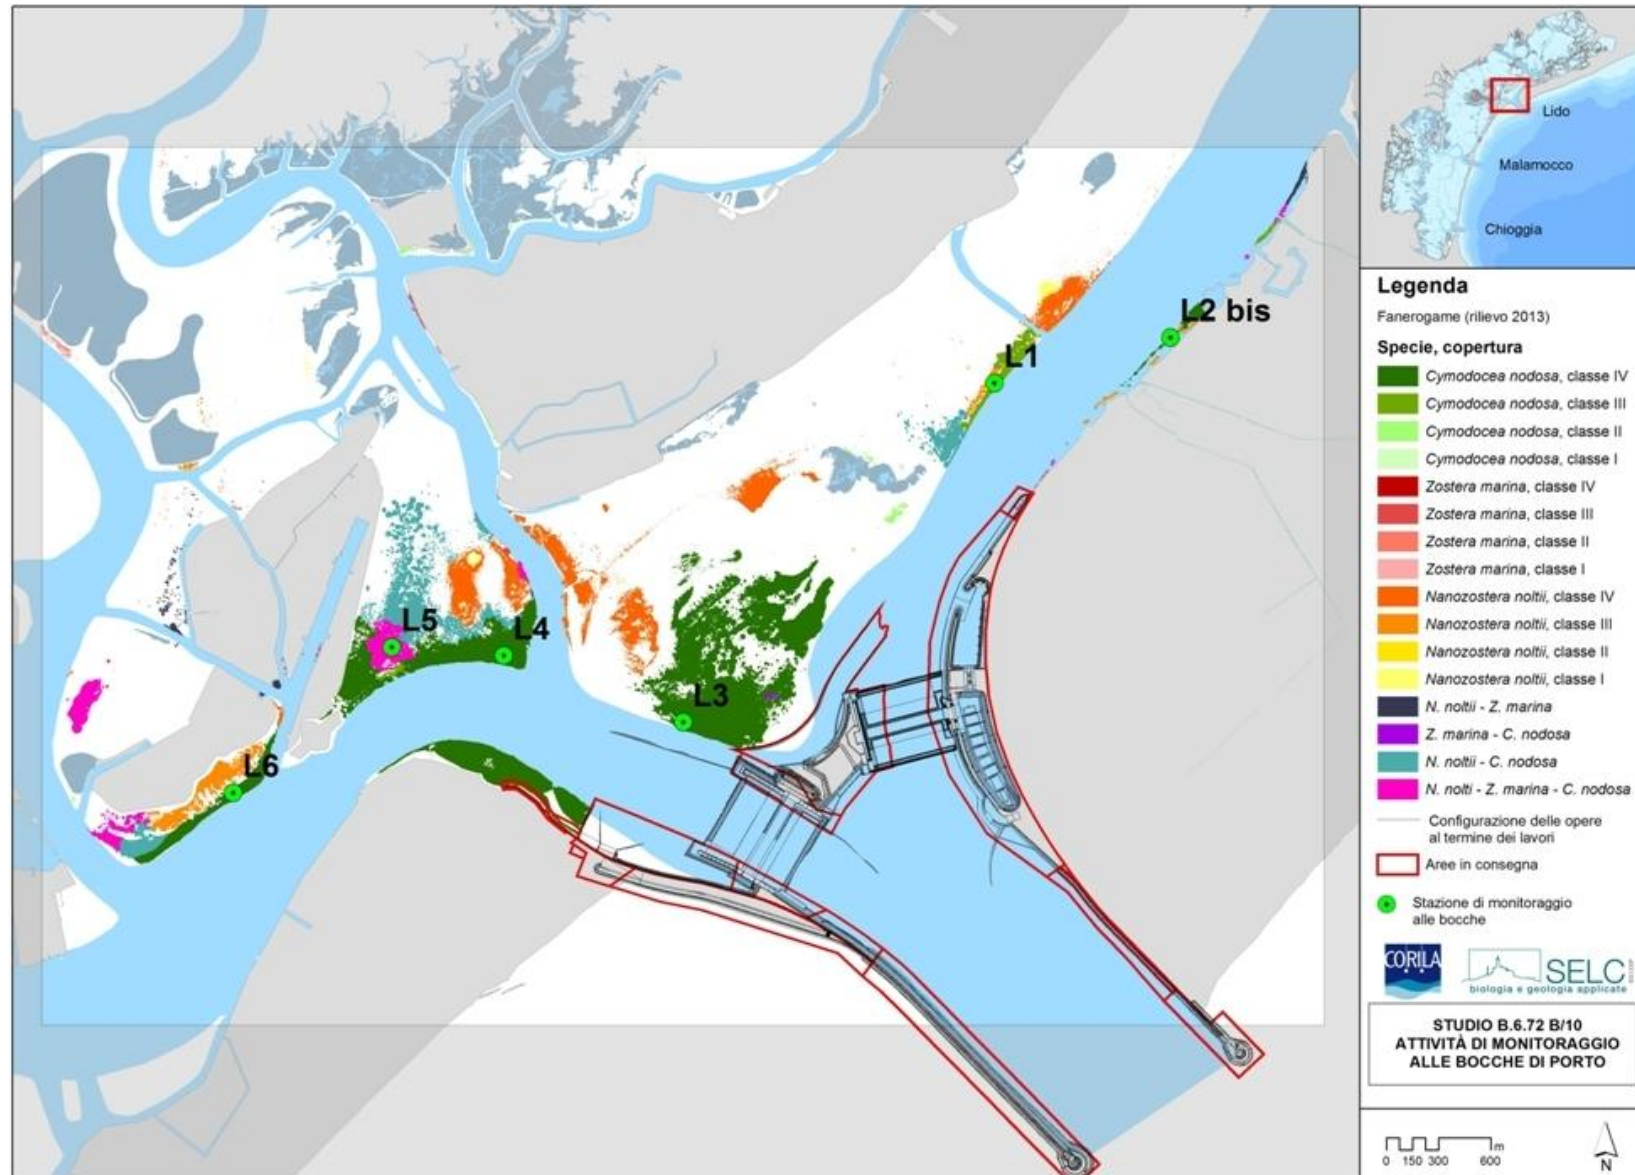 L2 bis
L1
L5
L4
L3
L6
Lido
Malamocco
Chioggia
Legenda
Fanerogame (rilievo 2013)
Specie, copertura
Cymodocea nodosa, classe IV
Cymodocea nodosa, classe III
Cymodocea nodosa, classe II
Cymodocea nodosa, classe I
Zostera marina, classe IV
Zostera marina, classe III
Zostera marina, classe II
Zostera marina, classe I
Nanozostera noltii, classe IV
Nanozostera noltii, classe III
Nanozostera noltii, classe II
Nanozostera noltii, classe I
N. noltii - Z. marina
Z. marina - C. nodosa
N. noltii - C. nodosa
N. nolti - Z. marina - C. nodosa
Configurazione delle opere
al termine dei lavori
Aree in consegna
Stazione di monitoraggio
alle bocche
CORILA
SELC
biologia e geologia applicate
STUDIO B.6.72 B/10
ATTIVITÀ DI MONITORAGGIO
ALLE BOCCHE DI PORTO
m
0 150 300 600
N